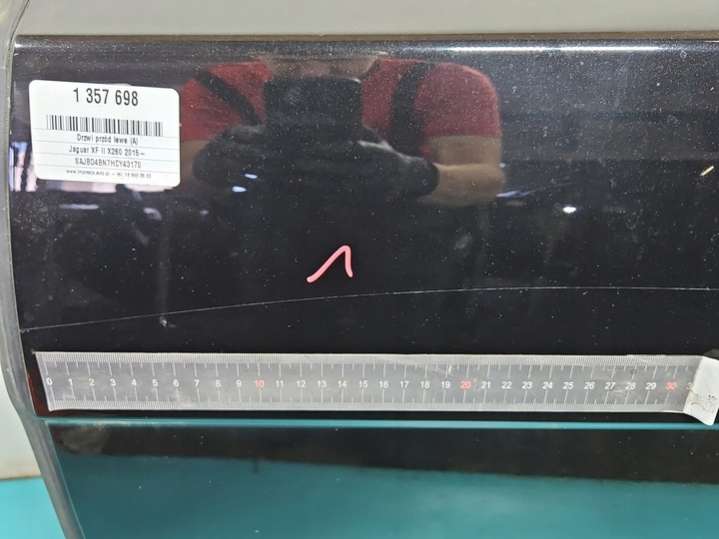 1 357 698
Drzwi przód lewe (A)
Jaguar XF II X260 2015—
0 1 2 3 4 5 6 7 8 9 10 11 12 13 14 15 16 17 18 19 20 21 22 23 24 25 26 27 28 29 30